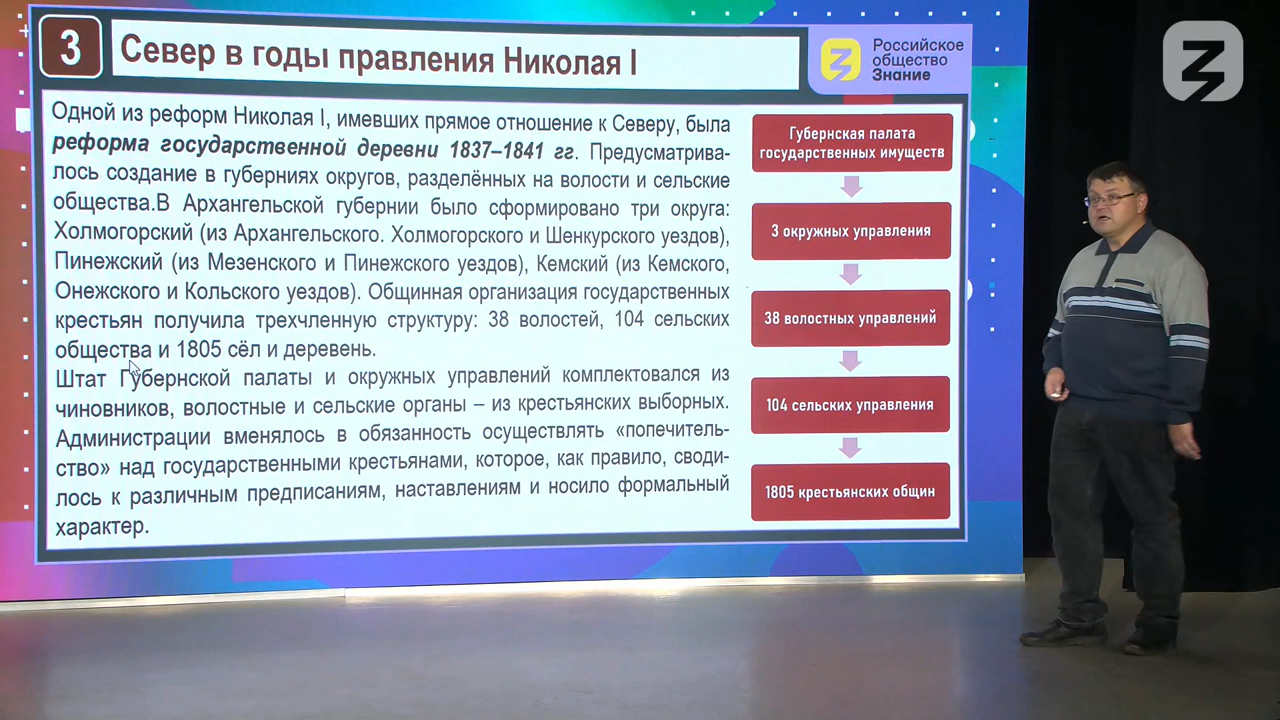 3
Север в годы правления Николая I
Российское
общество
Знание
Одной из реформ Николая I, имевших прямое отношение к Северу, была
реформа государственной деревни 1837–1841 гг. Предусматрива-
лось создание в губерниях округов, разделённых на волости и сельские
общества.В Архангельской губернии было сформировано три округа:
Холмогорский (из Архангельского. Холмогорского и Шенкурского уездов),
Пинежский (из Мезенского и Пинежского уездов), Кемский (из Кемского,
Онежского и Кольского уездов). Общинная организация государственных
крестьян получила трехчленную структуру: 38 волостей, 104 сельских
общества и 1805 сёл и деревень.
Штат Губернской палаты и окружных управлений комплектовался из
чиновников, волостные и сельские органы – из крестьянских выборных.
Администрации вменялось в обязанность осуществлять «попечитель-
ство» над государственными крестьянами, которое, как правило, своди-
лось к различным предписаниям, наставлениям и носило формальный
характер.
Губернская палата
государственных имуществ
3 окружных управления
38 волостных управлений
104 сельских управления
1805 крестьянских общин